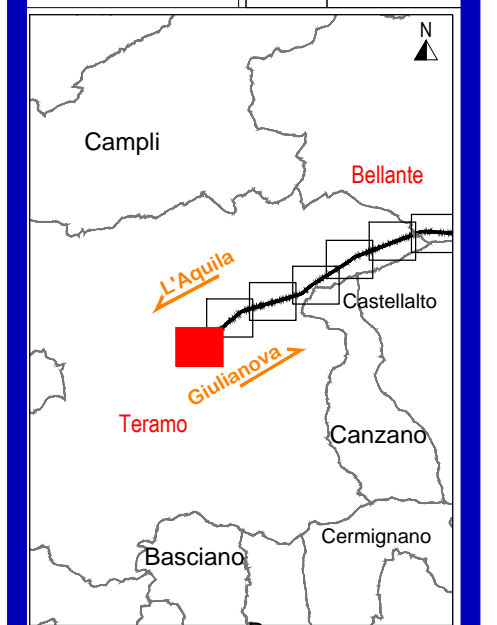 N
Campli
Bellante
L'Aquila
Castellalto
Giulianova
Teramo
Canzano
Cermignano
Basciano